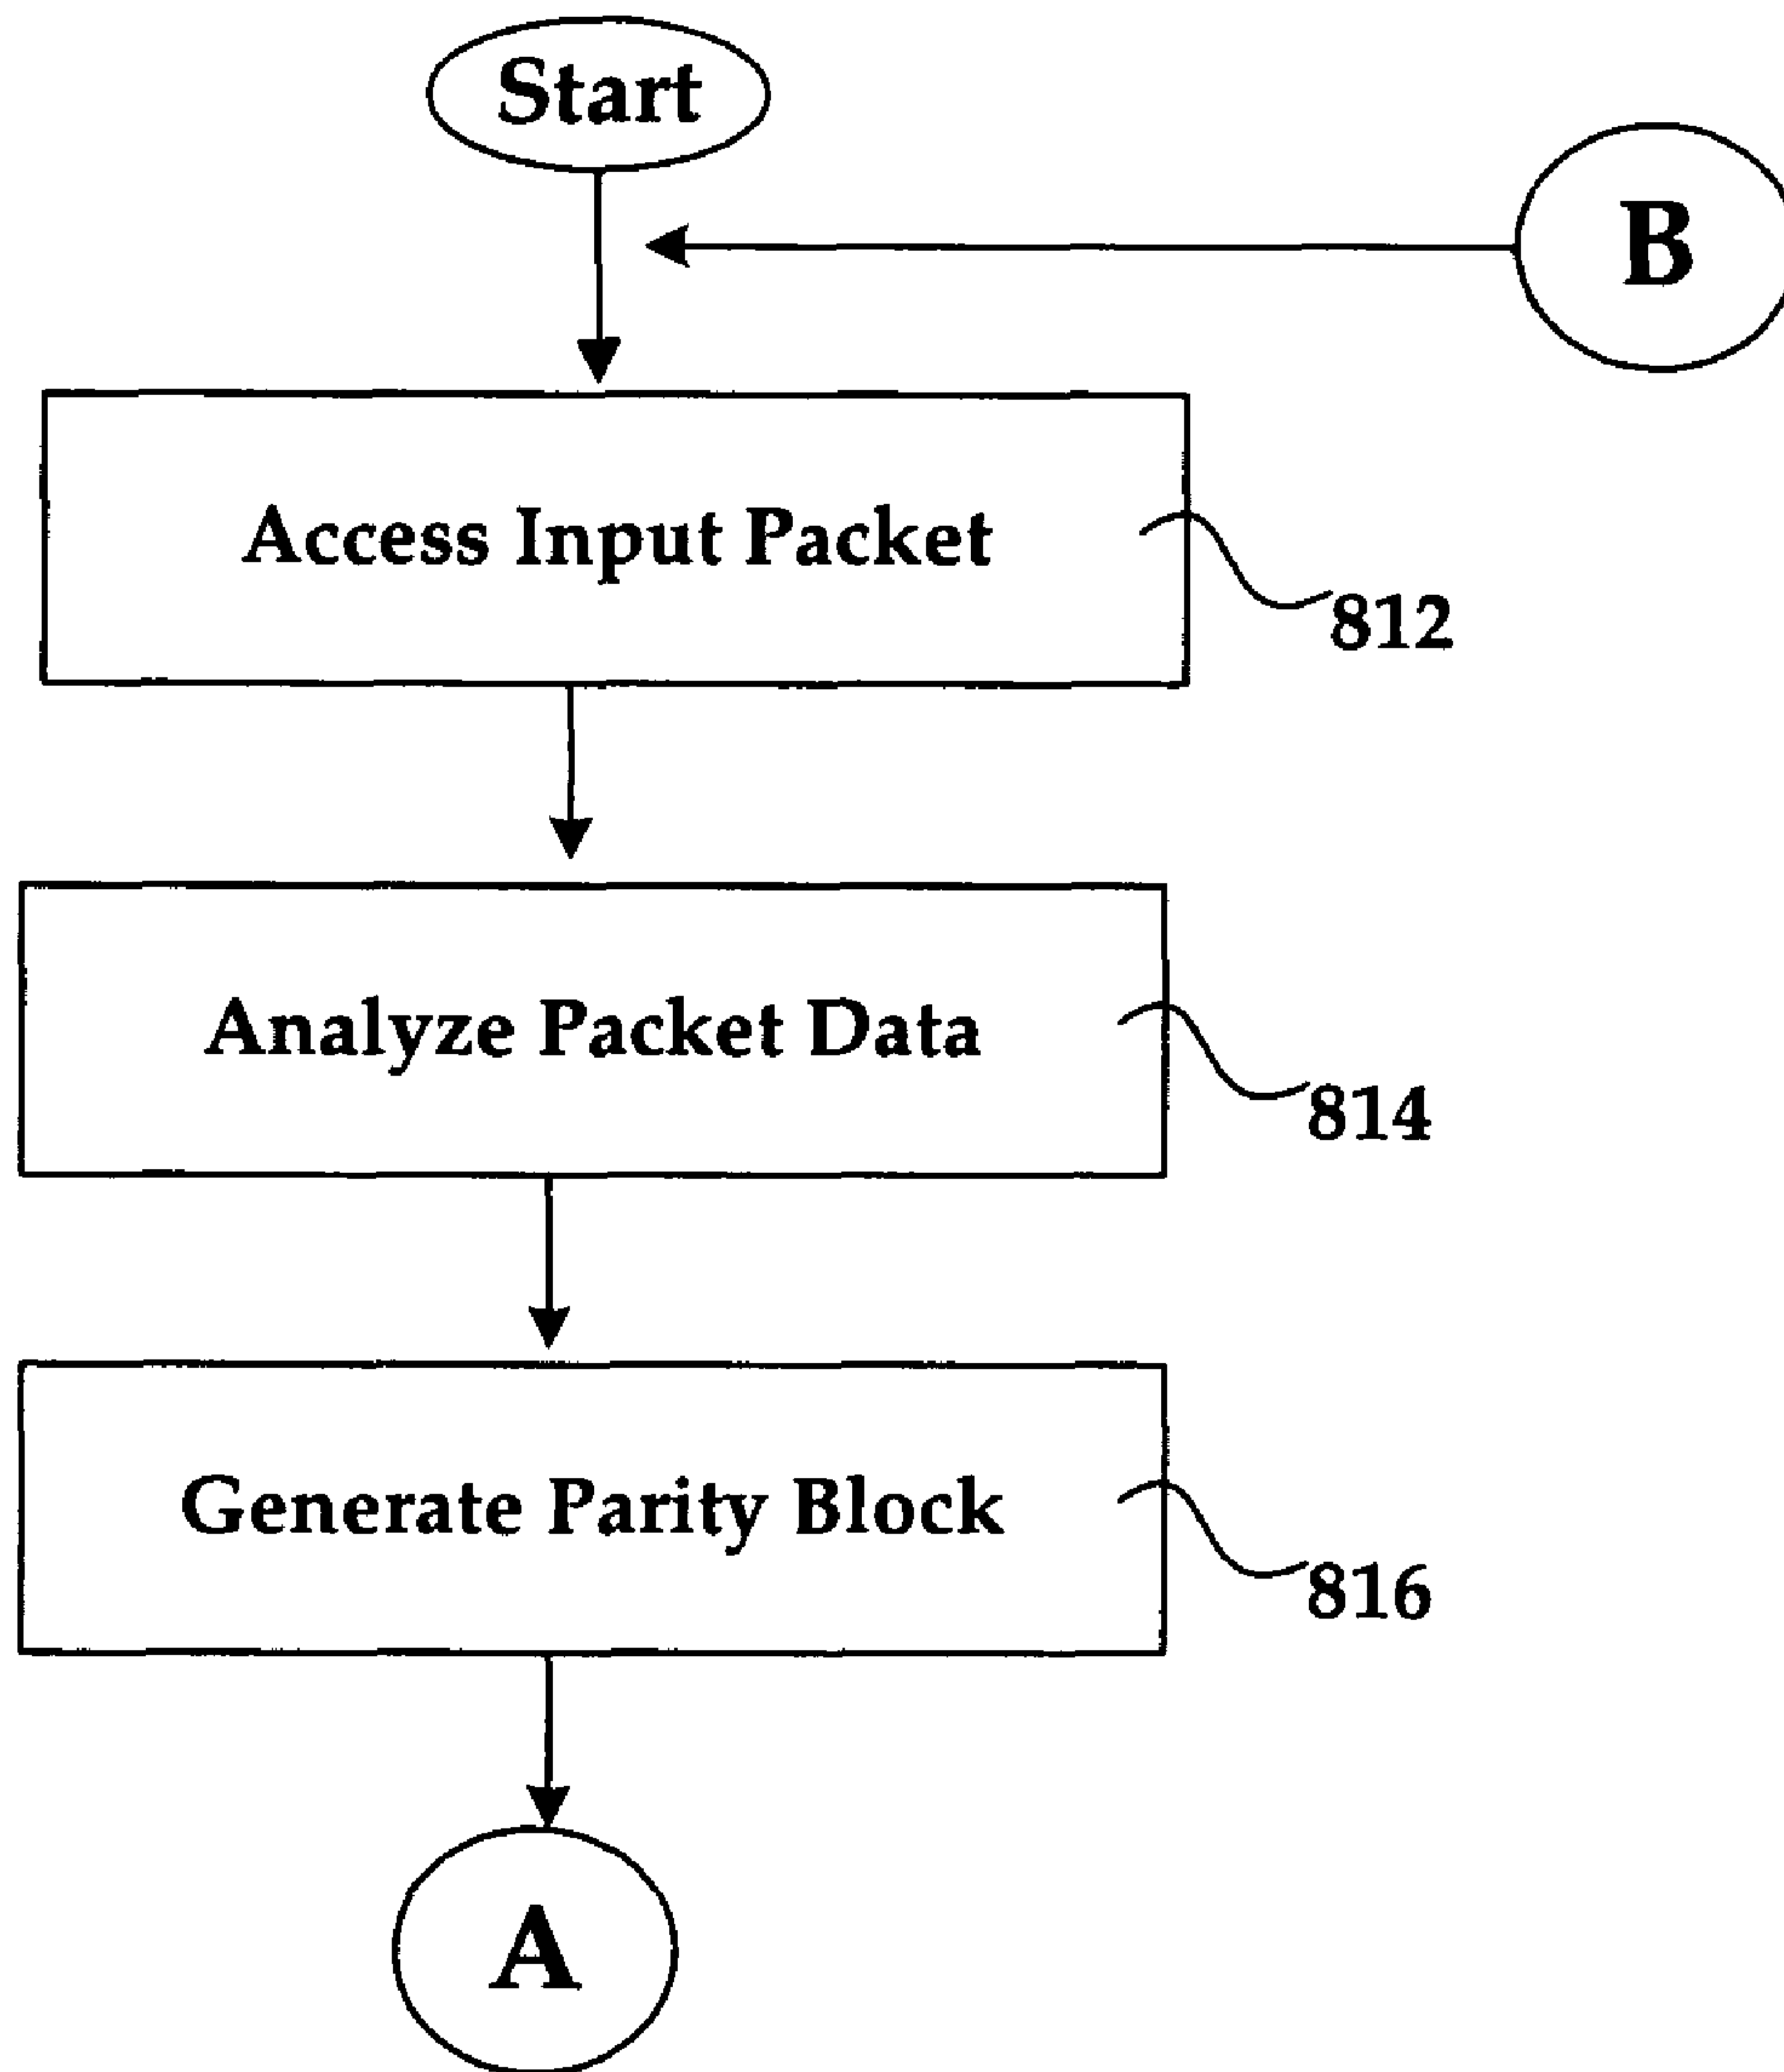 Start
B
Access Input Packet
812
Analyze Packet Data
814
Generate Parity Block
816
A